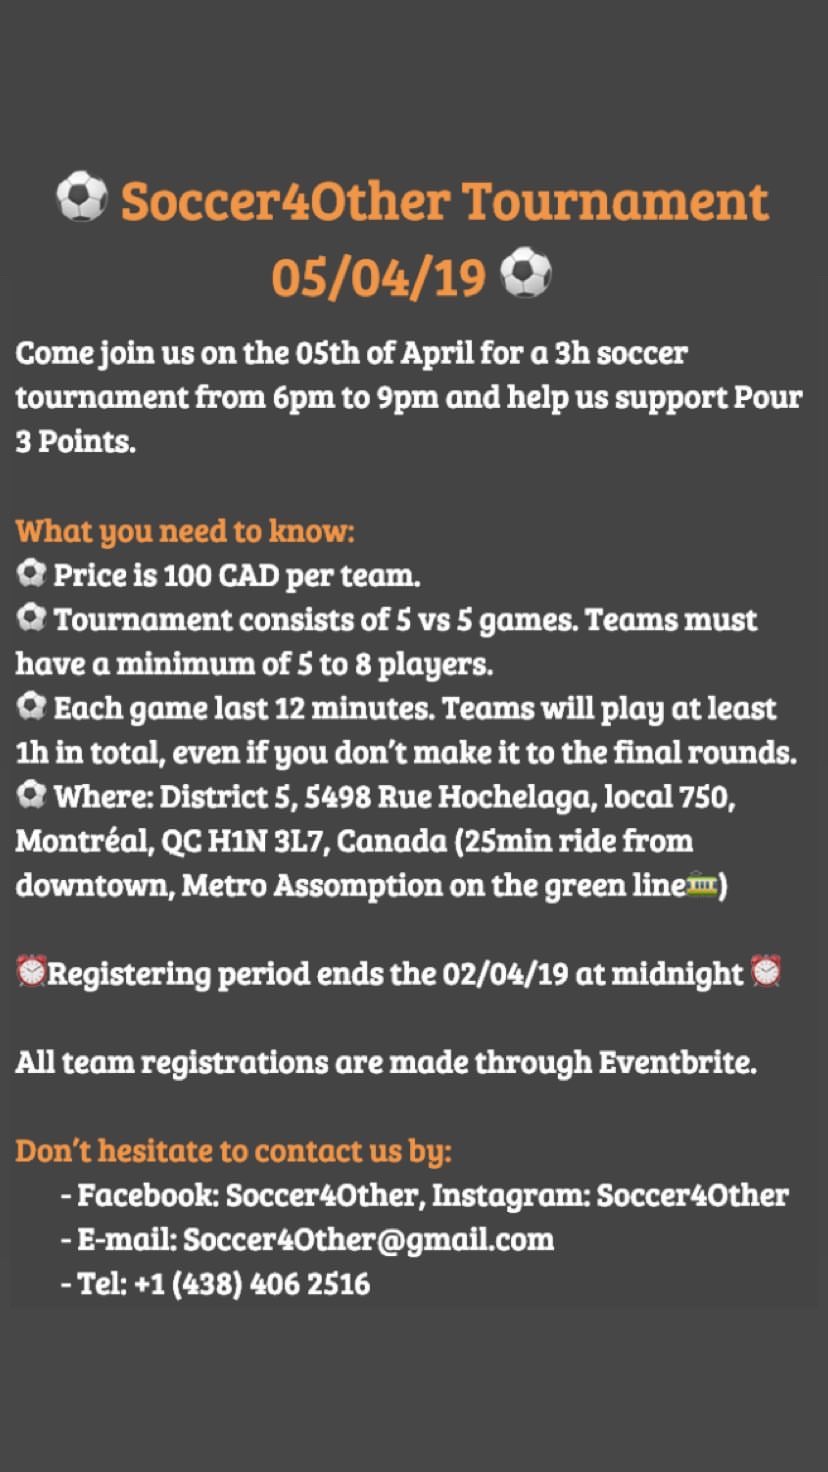 ⚽ Soccer4Other Tournament
05/04/19 ⚽
Come join us on the 05th of April for a 3h soccer
tournament from 6pm to 9pm and help us support Pour
3 Points.
What you need to know:
⚽ Price is 100 CAD per team.
⚽ Tournament consists of 5 vs 5 games. Teams must
have a minimum of 5 to 8 players.
⚽ Each game last 12 minutes. Teams will play at least
1h in total, even if you don't make it to the final rounds.
⚽ Where: District 5, 5498 Rue Hochelaga, local 750,
Montréal, QC H1N 3L7, Canada (25min ride from
downtown, Metro Assomption on the green line🚋)
⏰Registering period ends the 02/04/19 at midnight ⏰
All team registrations are made through Eventbrite.
Don't hesitate to contact us by:
- Facebook: Soccer4Other, Instagram: Soccer4Other
- E-mail: Soccer4Other@gmail.com
- Tel: +1 (438) 406 2516